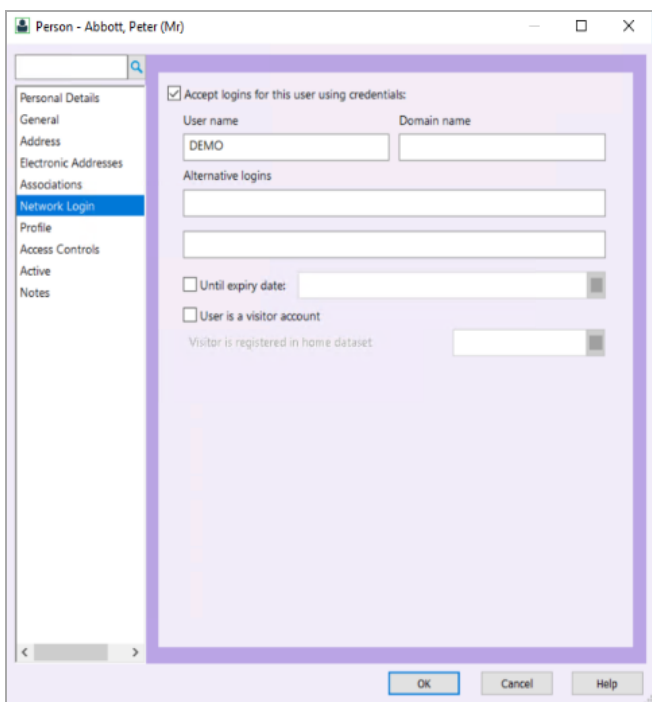 Person - Abbott, Peter (Mr)
Personal Details
General
Address
Electronic Addresses
Associations
Network Login
Profile
Access Controls
Active
Notes
Accept logins for this user using credentials:
User name Domain name
DEMO
Alternative logins
Until expiry date:
User is a visitor account
Visitor is registered in home dataset
OK Cancel Help